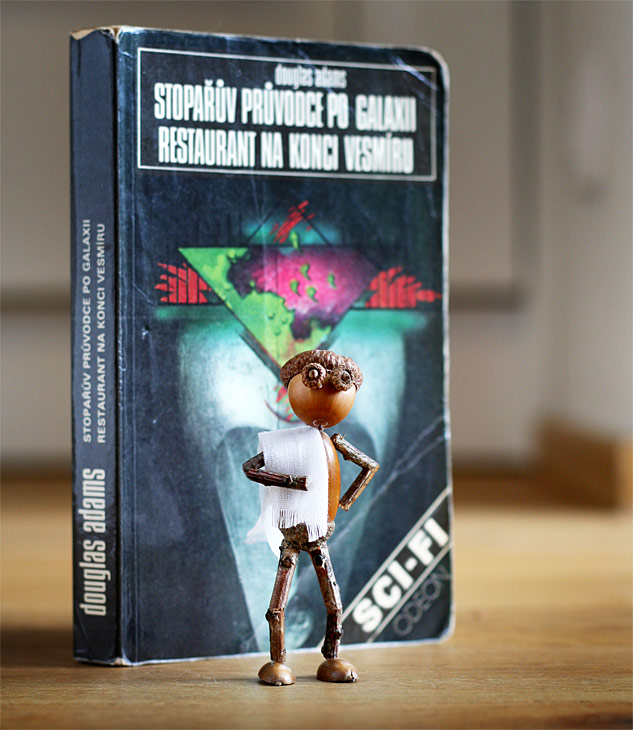 douglas adams
STOPAŘŮV PRŮVODCE PO GALAXII
RESTAURANT NA KONCI VESMÍRU
SCI-FI
ODEON
douglas adams
STOPAŘŮV PRŮVODCE PO GALAXII
RESTAURANT NA KONCI VESMÍRU